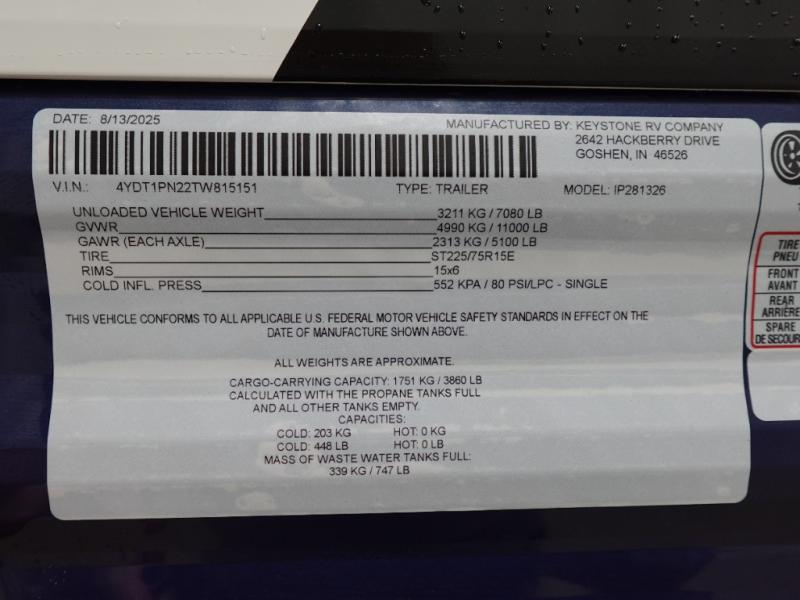 DATE: 8/13/2025
MANUFACTURED BY: KEYSTONE RV COMPANY
2642 HACKBERRY DRIVE
GOSHEN, IN 46526
V.I.N.: 4YDT1PN22TW815151 TYPE: TRAILER MODEL: IP281326
UNLOADED VEHICLE WEIGHT 3211 KG / 7080 LB
GVWR 4990 KG / 11000 LB
GAWR (EACH AXLE) 2313 KG / 5100 LB
TIRE ST225/75R15E
RIMS 15x6
COLD INFL. PRESS 552 KPA / 80 PSI/LPC - SINGLE
THIS VEHICLE CONFORMS TO ALL APPLICABLE U.S. FEDERAL MOTOR VEHICLE SAFETY STANDARDS IN EFFECT ON THE
DATE OF MANUFACTURE SHOWN ABOVE.
ALL WEIGHTS ARE APPROXIMATE.
CARGO-CARRYING CAPACITY: 1751 KG / 3860 LB
CALCULATED WITH THE PROPANE TANKS FULL
AND ALL OTHER TANKS EMPTY.
CAPACITIES:
COLD: 203 KG HOT: 0 KG
COLD: 448 LB HOT: 0 LB
MASS OF WASTE WATER TANKS FULL:
339 KG / 747 LB
TIRE
PNEU
FRONT
AVANT
REAR
ARRIÈRE
SPARE
DE SECOURS